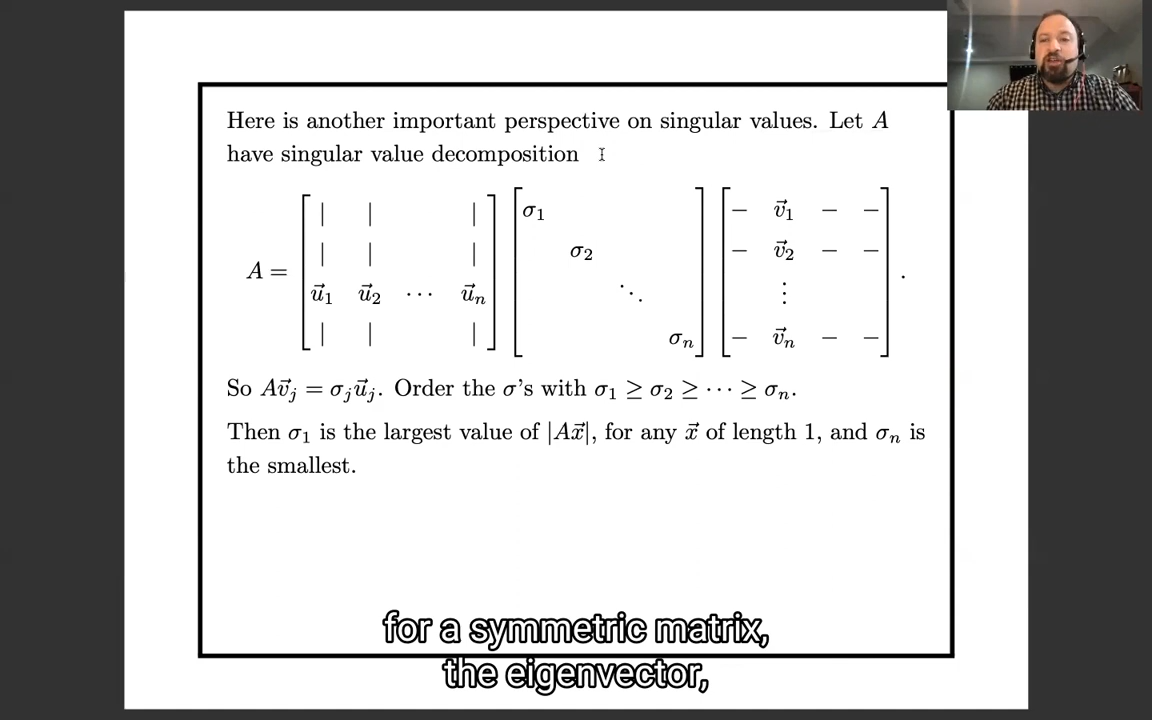 Here is another important perspective on singular values. Let A
have singular value decomposition
A = [ | | | ; | | | ; u⃗₁ u⃗₂ ⋯ u⃗ₙ ; | | | ] [ σ₁ σ₂ ⋱ σₙ ] [ − v⃗₁ − − ; − v⃗₂ − − ; ⋮ ; − v⃗ₙ − − ] .
So Av⃗ⱼ = σⱼu⃗ⱼ. Order the σ’s with σ₁ ≥ σ₂ ≥ ⋯ ≥ σₙ.
Then σ₁ is the largest value of |Ax⃗|, for any x⃗ of length 1, and σₙ is
the smallest.
for a symmetric matrix,
the eigenvector,